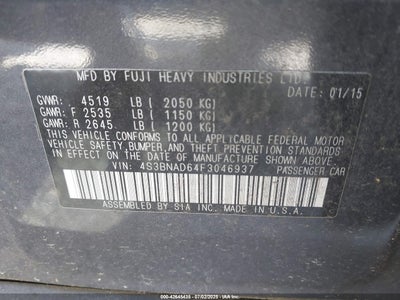 MFD BY FUJI HEAVY INDUSTRIES LTD.
DATE: 01/15
GVWR: 4519 LB ( 2050 KG)
GAWR: F 2535 LB ( 1150 KG)
GAWR: R 2645 LB ( 1200 KG)
THIS VEHICLE CONFORMS TO ALL APPLICABLE FEDERAL MOTOR
VEHICLE SAFETY, BUMPER, AND THEFT PREVENTION STANDARDS
IN EFFECT ON THE DATE OF MANUFACTURE SHOWN ABOVE.
VIN: 4S3BNAD64F3046937 PASSENGER CAR
ASSEMBLED BY SIA INC. MADE IN U.S.A.